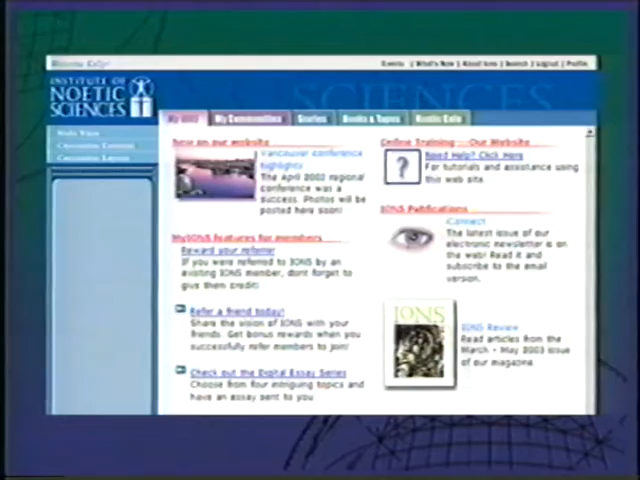 Events | What's New | About Ions | Search | Logout | Profile
INSTITUTE OF
NOETIC
SCIENCES
SCIENCES
My IONS
My Communities
Stories
Books & Tapes
New on our website
Vancouver conference
highlights
The April 2002 regional
conference was a
success. Photos will be
posted here soon!
MyIONS features for members
Reward your referrer
If you were referred to IONS by an
existing IONS member, dont forget to
give them credit!
Refer a friend today!
Share the vision of IONS with your
friends. Get bonus rewards when you
successfully refer members to join!
Check out the Digital Essay Series
Choose from four intriguing topics and
have an essay sent to you
Online Training - Our Website
?
Need Help? Click Here
For tutorials and assistance using
this web site.
IONS Publications
Connect
The latest issue of our
electronic newsletter is on
the web! Read it and
subscribe to the email
version.
IONS
IONS Review
Read articles from the
March - May 2003 issue
of our magazine